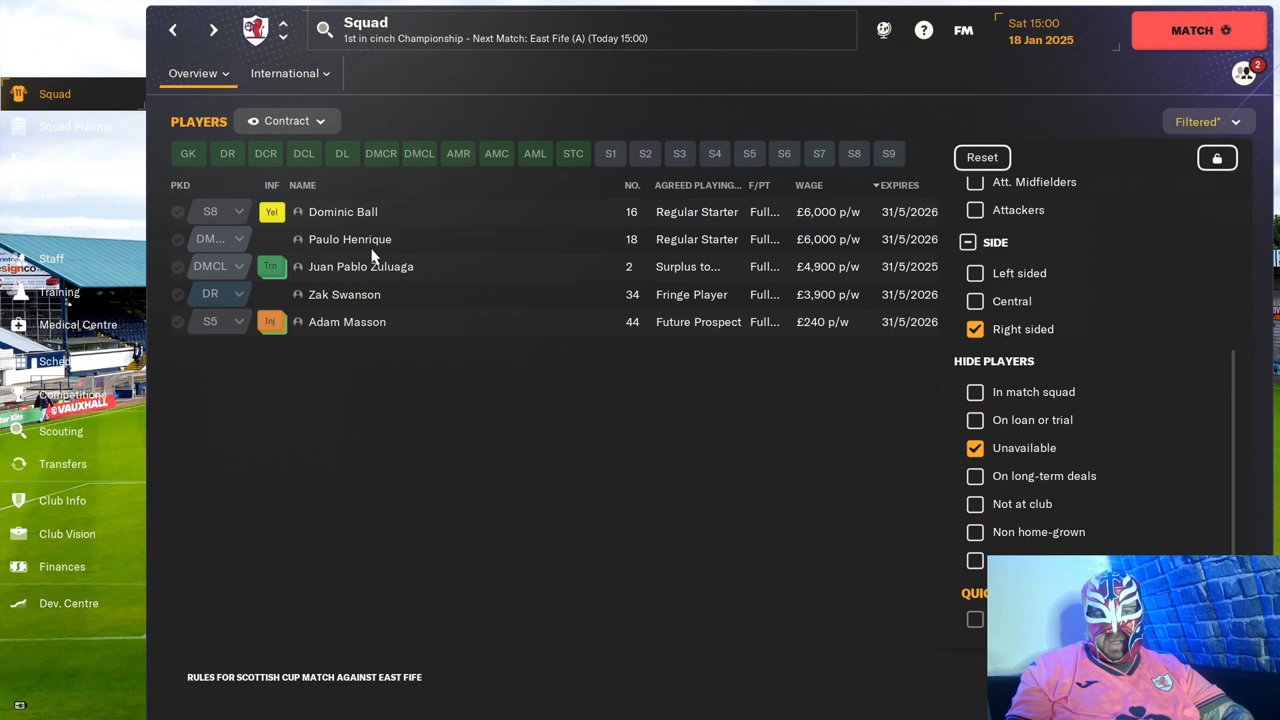 Squad
1st in cinch Championship - Next Match: East Fife (A) (Today 15:00)
FM
Sat 15:00
18 Jan 2025
MATCH
Overview
International
2
Squad
Squad Planner
PLAYERS
Contract
Filtered*
GK DR DCR DCL DL DMCR DMCL AMR AMC AML STC S1 S2 S3 S4 S5 S6 S7 S8 S9
PKD INF NAME NO. AGREED PLAYING... F/PT WAGE EXPIRES
S8 Yel Dominic Ball 16 Regular Starter Full... £6,000 p/w 31/5/2026
DM... Paulo Henrique 18 Regular Starter Full... £6,000 p/w 31/5/2026
DMCL Trn Juan Pablo Zuluaga 2 Surplus to... Full... £4,900 p/w 31/5/2025
DR Zak Swanson 34 Fringe Player Full... £3,900 p/w 31/5/2026
S5 Inj Adam Masson 44 Future Prospect Full... £240 p/w 31/5/2026
Staff
Training
Medical Centre
Sched
Competitions
Scouting
Transfers
Club Info
Club Vision
Finances
Dev. Centre
VAUXHALL
Reset
Att. Midfielders
Attackers
SIDE
Left sided
Central
Right sided
HIDE PLAYERS
In match squad
On loan or trial
Unavailable
On long-term deals
Not at club
Non home-grown
QUIC
RULES FOR SCOTTISH CUP MATCH AGAINST EAST FIFE